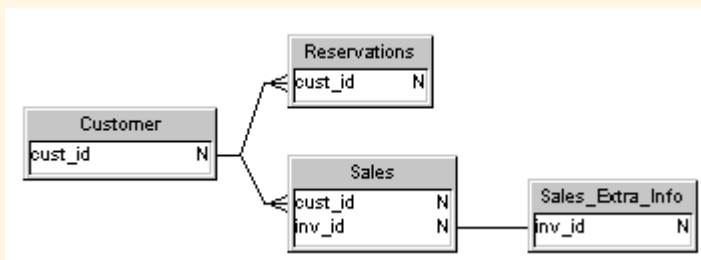 Reservations
cust_id N
Customer
cust_id N
Sales
cust_id N
inv_id N
Sales_Extra_Info
inv_id N